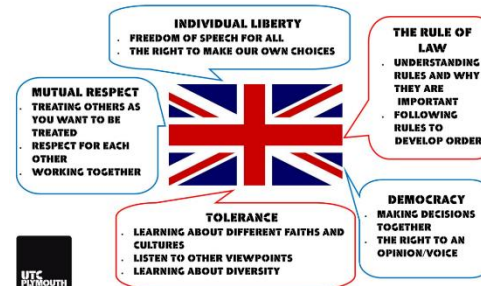 INDIVIDUAL LIBERTY
. FREEDOM OF SPEECH FOR ALL
. THE RIGHT TO MAKE OUR OWN CHOICES
THE RULE OF
LAW
. UNDERSTANDING
RULES AND WHY
THEY ARE
IMPORTANT
. FOLLOWING
RULES TO
DEVELOP ORDER
MUTUAL RESPECT
. TREATING OTHERS AS
YOU WANT TO BE
TREATED
. RESPECT FOR EACH
OTHER
. WORKING TOGETHER
DEMOCRACY
. MAKING DECISIONS
TOGETHER
. THE RIGHT TO AN
OPINION/VOICE
TOLERANCE
. LEARNING ABOUT DIFFERENT FAITHS AND
CULTURES
. LISTEN TO OTHER VIEWPOINTS
. LEARNING ABOUT DIVERSITY
UTC
PLYMOUTH